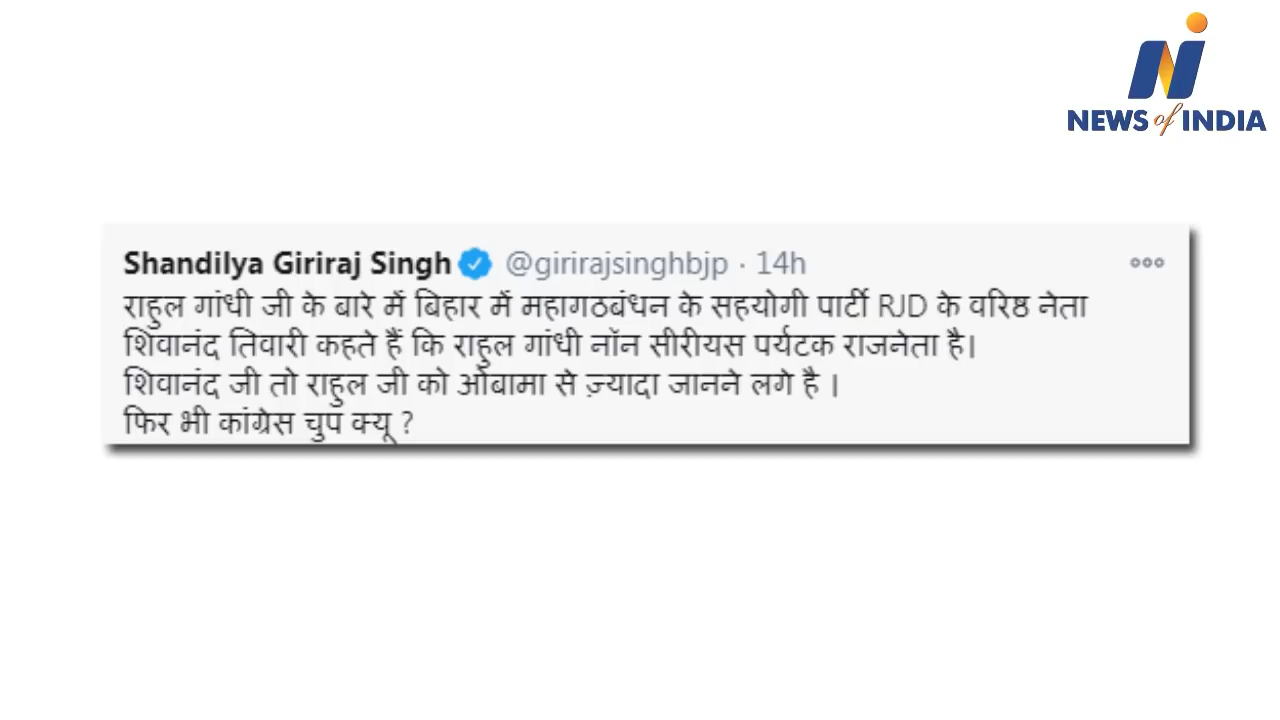 NEWS of INDIA
Shandilya Giriraj Singh @girirajsinghbjp · 14h
राहुल गांधी जी के बारे में बिहार में महागठबंधन के सहयोगी पार्टी RJD के वरिष्ठ नेता
शिवानंद तिवारी कहते हैं कि राहुल गांधी नॉन सीरीयस पर्यटक राजनेता है।
शिवानंद जी तो राहुल जी को ओबामा से ज़्यादा जानने लगे है ।
फिर भी कांग्रेस चुप क्यू ?